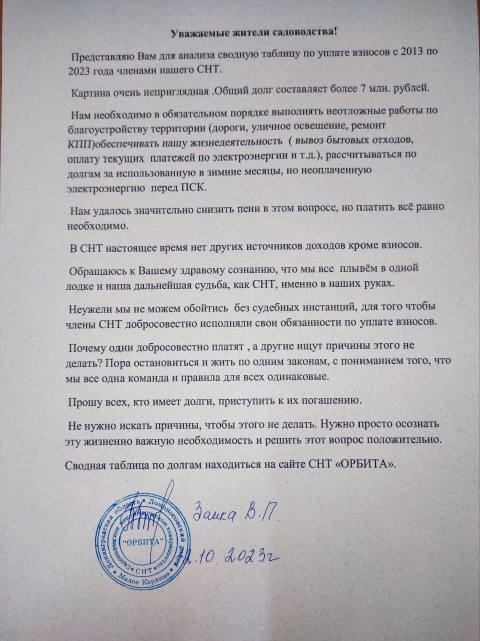 Уважаемые жители садоводства!
Представляю Вам для анализа сводную таблицу по уплате взносов с 2013 по
2023 года членами нашего СНТ.
Картина очень неприглядная .Общий долг составляет более 7 млн. рублей.
Нам необходимо в обязательном порядке выполнять неотложные работы по
благоустройству территории (дороги, уличное освещение, ремонт
КПП)обеспечивать нашу жизнедеятельность ( вывоз бытовых отходов,
оплату текущих платежей по электроэнергии и т.д.), рассчитываться по
долгам за использованную в зимние месяцы, но неоплаченную
электроэнергию перед ПСК.
Нам удалось значительно снизить пени в этом вопросе, но платить всё равно
необходимо.
В СНТ настоящее время нет других источников доходов кроме взносов.
Обращаюсь к Вашему здравому сознанию, что мы все плывём в одной
лодке и наша дальнейшая судьба, как СНТ, именно в наших руках.
Неужели мы не можем обойтись без судебных инстанций, для того чтобы
члены СНТ добросовестно исполняли свои обязанности по уплате взносов.
Почему одни добросовестно платят , а другие ищут причины этого не
делать? Пора остановиться и жить по одним законам, с пониманием того, что
мы все одна команда и правила для всех одинаковые.
Прошу всех, кто имеет долги, приступить к их погашению.
Не нужно искать причины, чтобы этого не делать. Нужно просто осознать
эту жизненно важную необходимость и решить этот вопрос положительно.
Сводная таблица по долгам находиться на сайте СНТ «ОРБИТА».
Заика В.П.
10 2023г
Ленинградская область Ломоносовский район
Садоводческое некоммерческое товарищество
"ОРБИТА"
СНТ
Малое Карлино